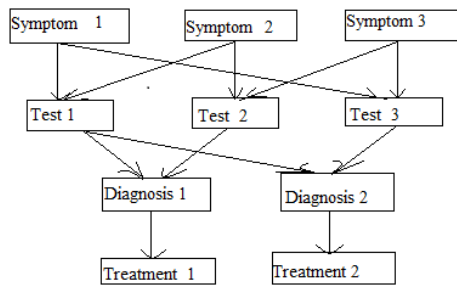 Symptom 1
Symptom 2
Symptom 3
Test 1
Test 2
Test 3
Diagnosis 1
Diagnosis 2
Treatment 1
Treatment 2